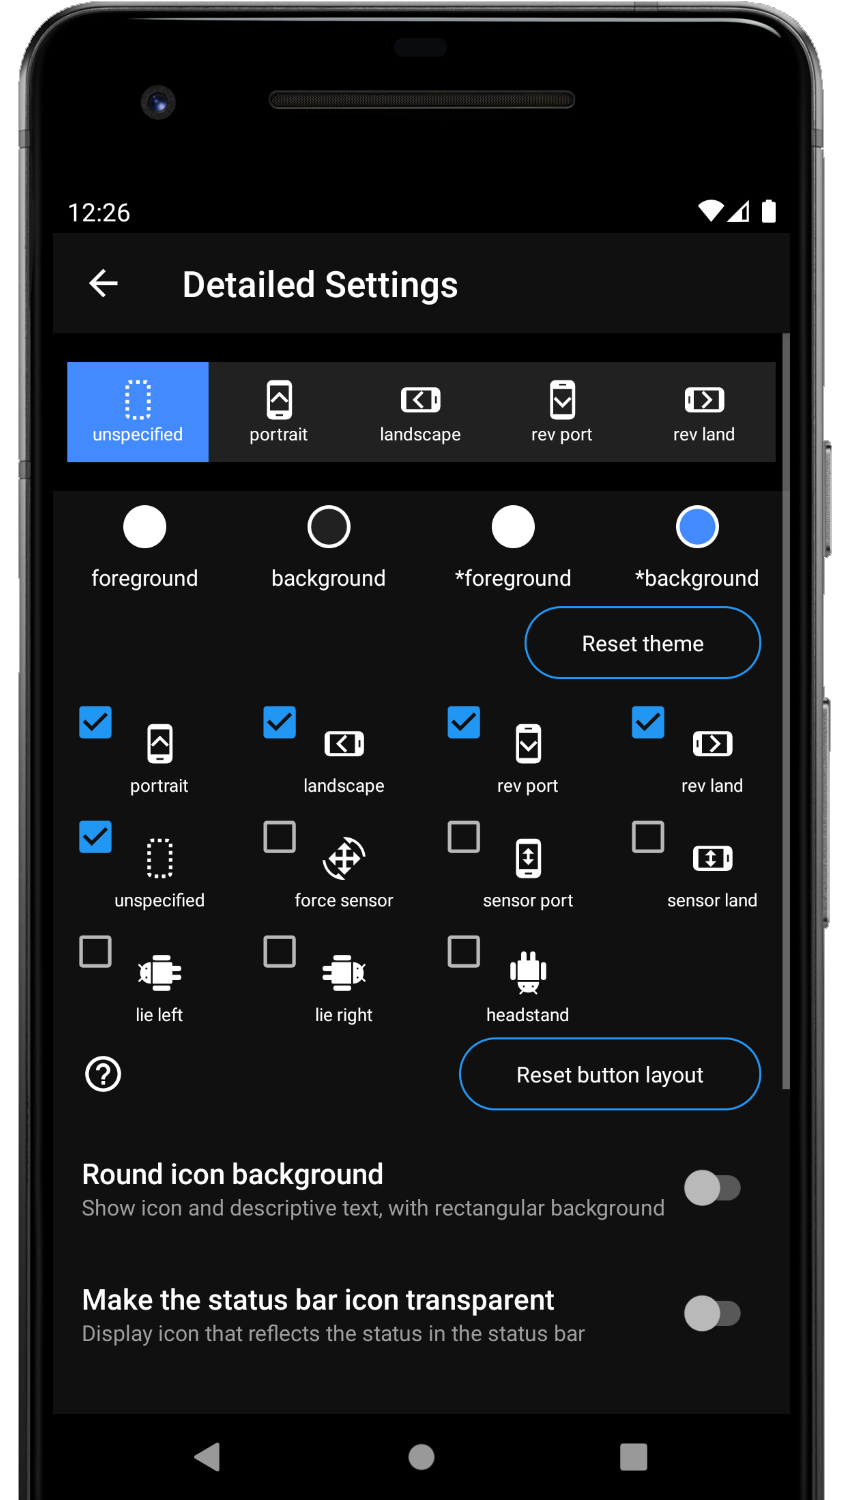 12:26
Detailed Settings
unspecified portrait landscape rev port rev land
foreground background *foreground *background
Reset theme
portrait landscape rev port rev land
unspecified force sensor sensor port sensor land
lie left lie right headstand
Reset button layout
Round icon background
Show icon and descriptive text, with rectangular background
Make the status bar icon transparent
Display icon that reflects the status in the status bar